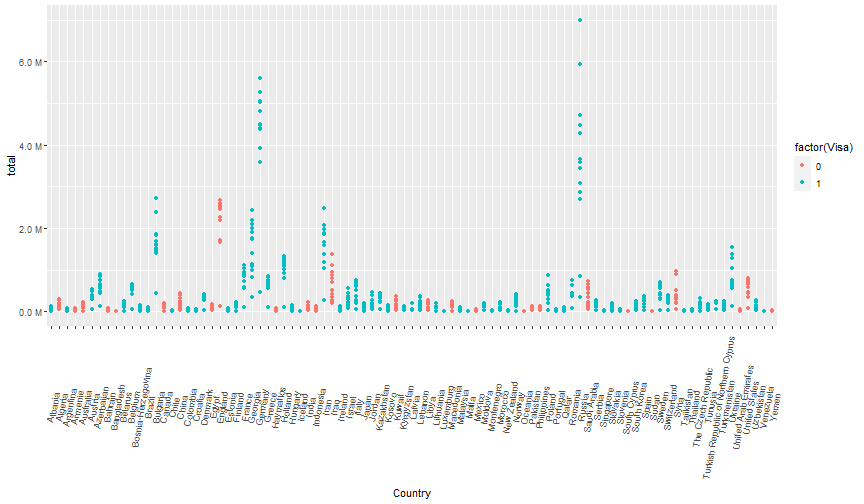 6.0 M
4.0 M
2.0 M
0.0 M
total
Albania
Algeria
Argentina
Armenia
Australia
Austria
Azerbaijan
Bahrain
Bangladesh
Belarus
Belgium
Bosnia-Herzegovina
Brazil
Bulgaria
Canada
Chile
China
Colombia
Croatia
Denmark
Egypt
England
Estonia
Finland
France
Georgia
Germany
Greece
Holland
Hungary
Iceland
India
Indonesia
Iran
Iraq
Ireland
Israel
Italy
Japan
Jordan
Kazakhstan
Kosovo
Kuwait
Kyrgyzstan
Latvia
Lebanon
Libya
Lithuania
Luxemburg
Macedonia
Malaysia
Malta
Mexico
Moldova
Montenegro
Morocco
New Zealand
Norway
Oceania
Pakistan
Philippines
Poland
Portugal
Qatar
Romania
Russia
Saudi Arabia
Serbia
Singapore
Slovakia
Slovenia
South Cyprus
South Korea
Spain
Sudan
Sweden
Switzerland
Syria
Tajikistan
Thailand
The Czech Republic
Tunisia
Turkish Republic of Northern Cyprus
Turkmenistan
Ukraine
United Arab Emirates
United States
Uzbekistan
Venezuela
Yemen
Country
factor(Visa)
0
1